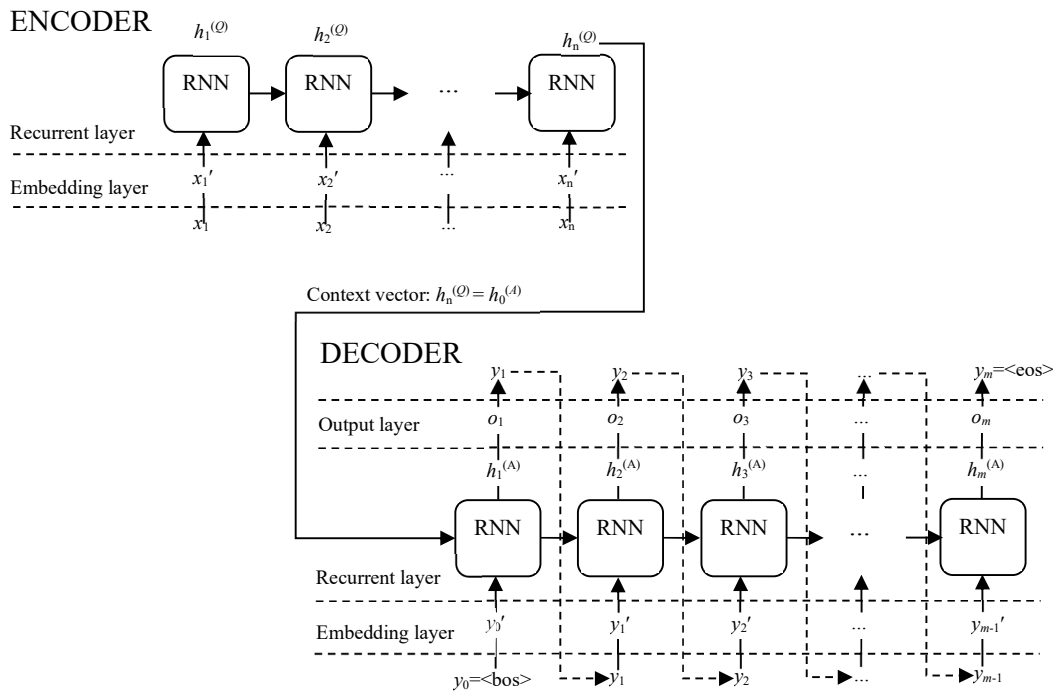 ENCODER
h₁⁽Q⁾ h₂⁽Q⁾ hₙ⁽Q⁾
RNN RNN ... RNN
Recurrent layer
x₁′ x₂′ ... xₙ′
Embedding layer
x₁ x₂ ... xₙ
Context vector: hₙ⁽Q⁾ = h₀⁽A⁾
DECODER
y₁ y₂ y₃ ... yₘ=<eos>
Output layer o₁ o₂ o₃ ... oₘ
h₁⁽A⁾ h₂⁽A⁾ h₃⁽A⁾ ... hₘ⁽A⁾
RNN RNN RNN ... RNN
Recurrent layer
Embedding layer y₀′ y₁′ y₂′ ... yₘ₋₁′
y₀=<bos> y₁ y₂ ... yₘ₋₁